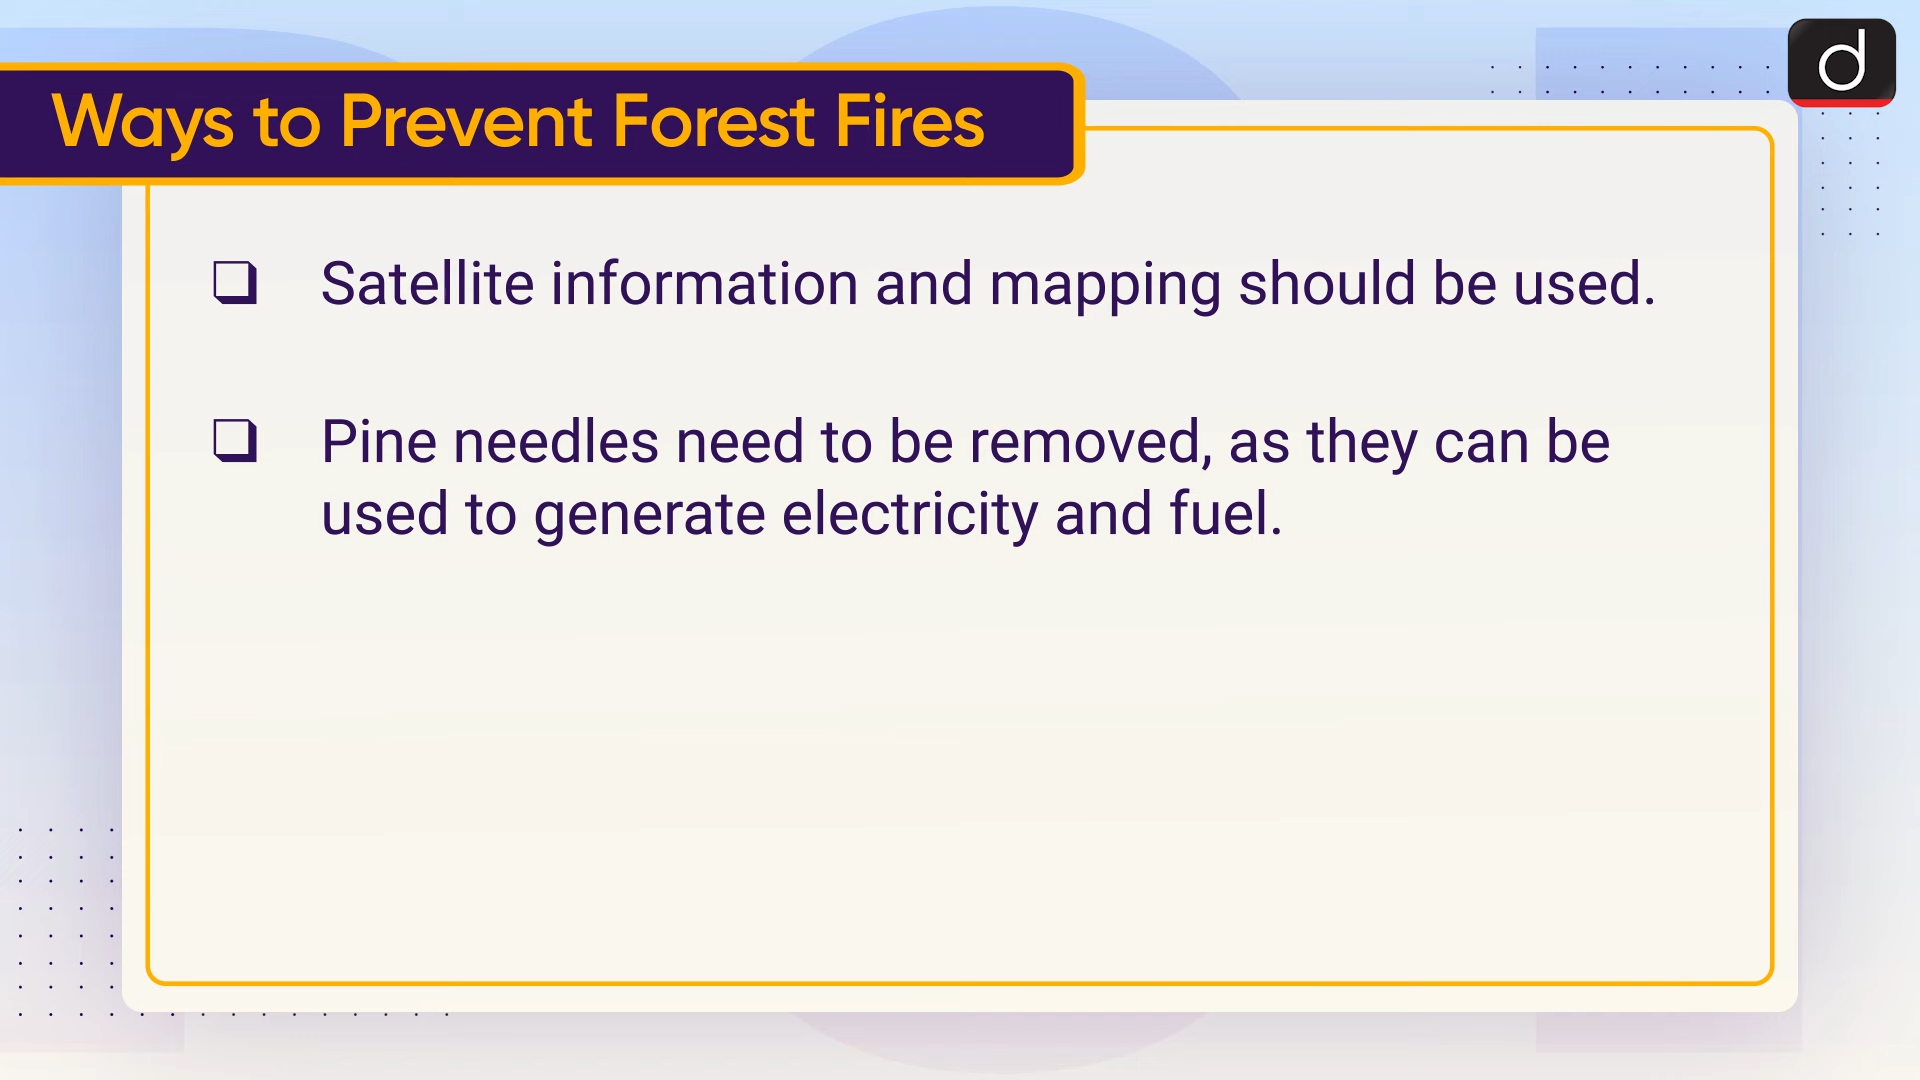 Ways to Prevent Forest Fires
d
❑ Satellite information and mapping should be used.
❑ Pine needles need to be removed, as they can be
used to generate electricity and fuel.